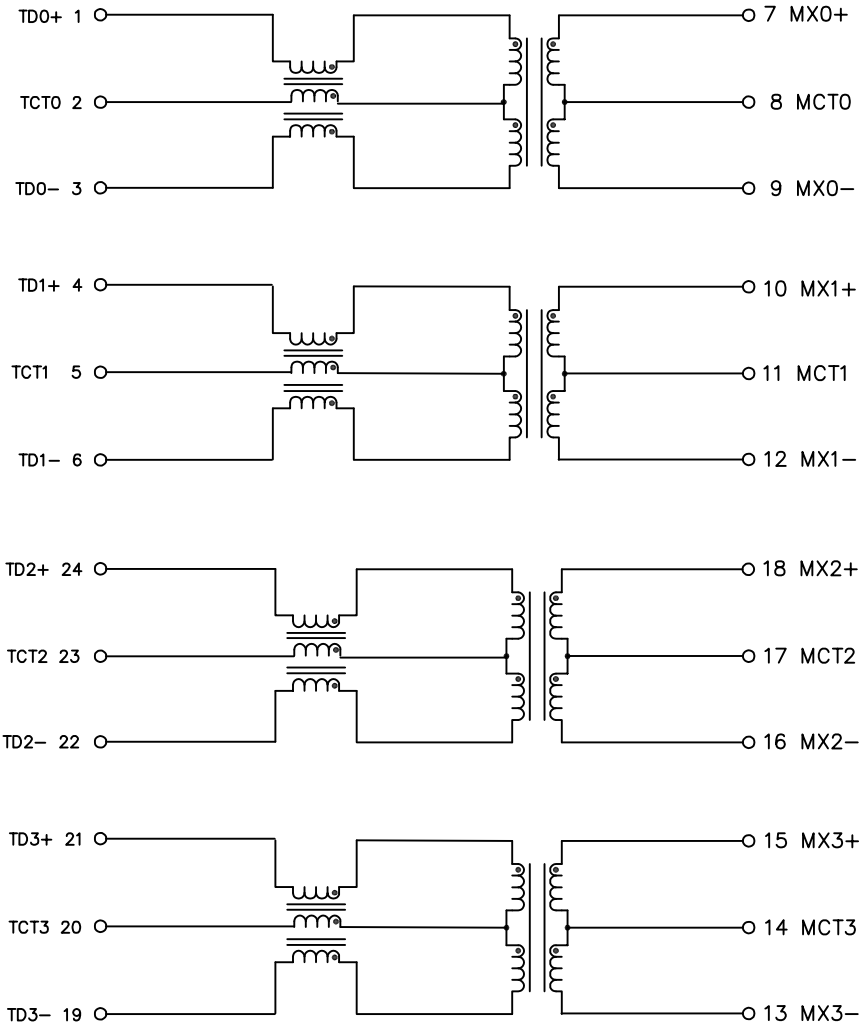 TD0+ 1 7 MX0+
TCT0 2 8 MCT0
TD0− 3 9 MX0−
TD1+ 4 10 MX1+
TCT1 5 11 MCT1
TD1− 6 12 MX1−
TD2+ 24 18 MX2+
TCT2 23 17 MCT2
TD2− 22 16 MX2−
TD3+ 21 15 MX3+
TCT3 20 14 MCT3
TD3− 19 13 MX3−